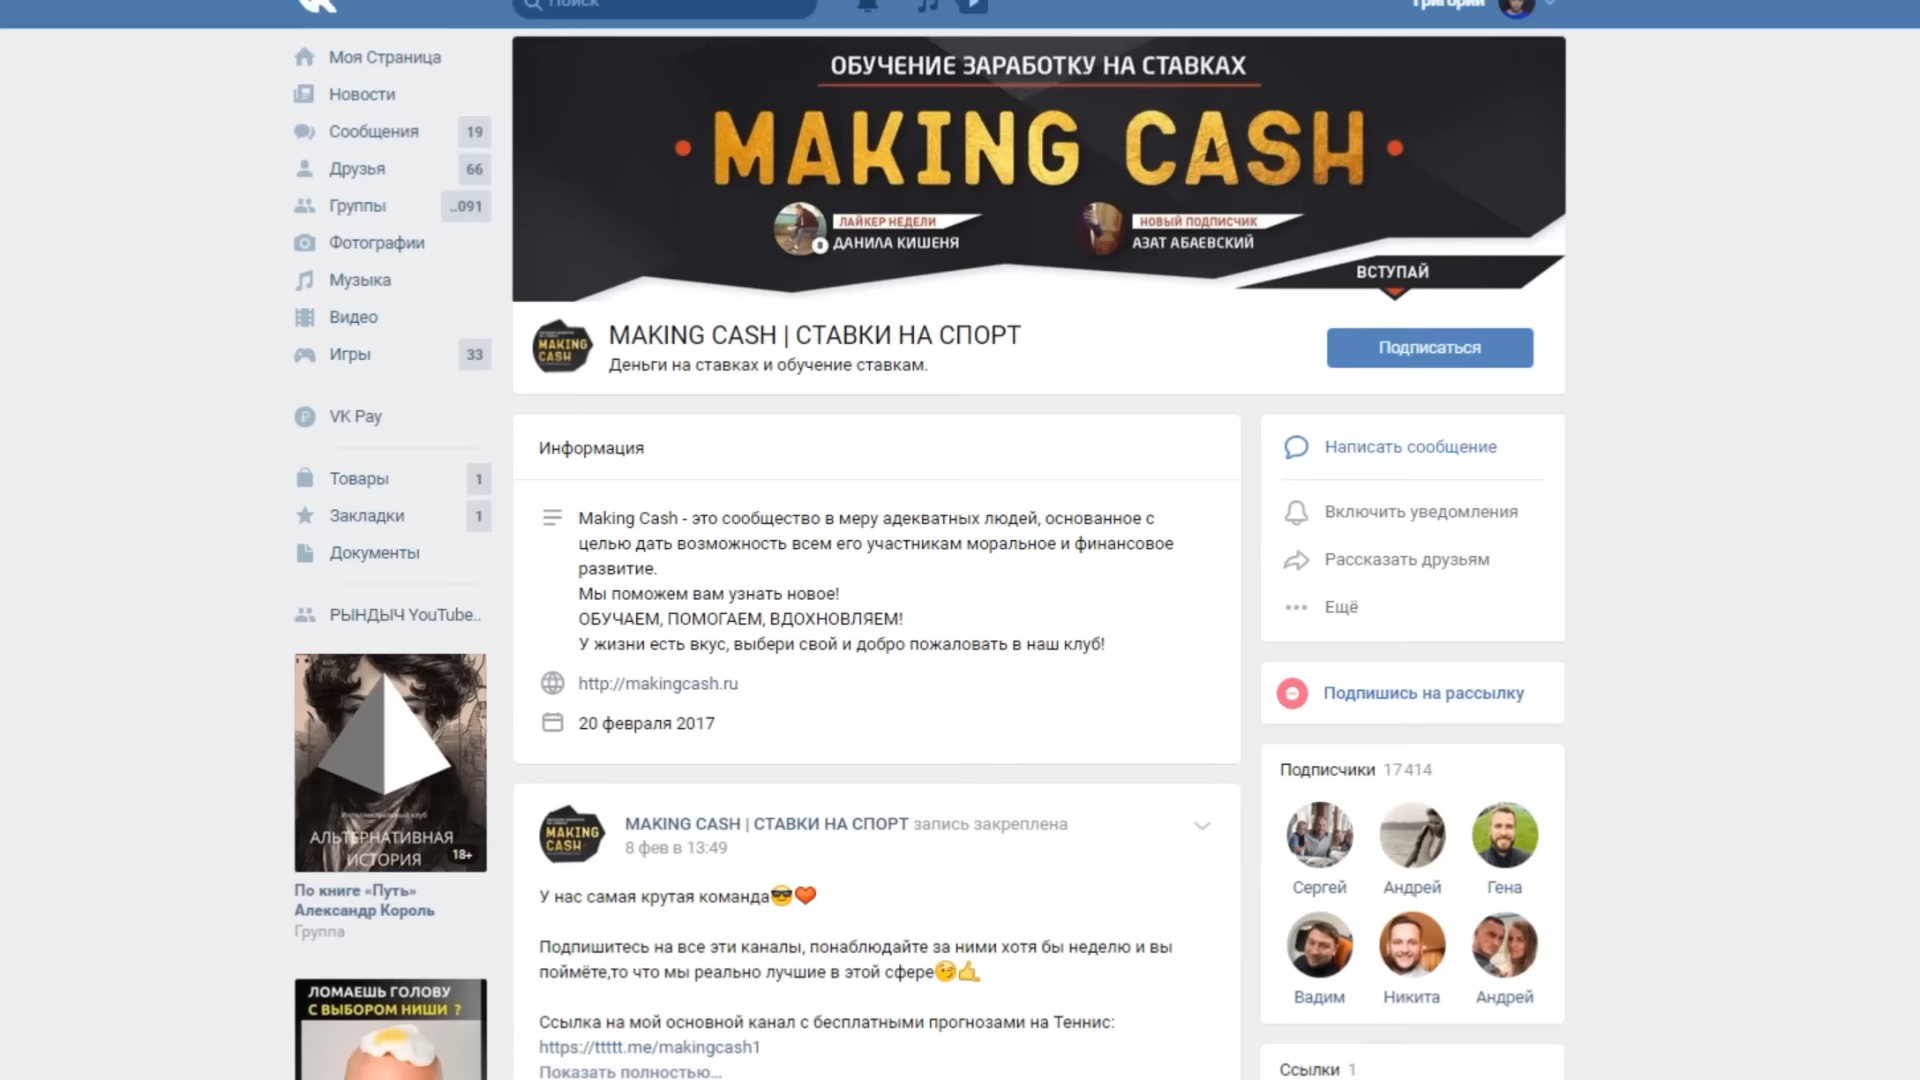 Григорий
Поиск
Моя Страница
Новости
Сообщения 19
Друзья 66
Группы ..091
Фотографии
Музыка
Видео
Игры 33
VK Pay
Товары 1
Закладки 1
Документы
РЫНДЫЧ YouTube..
АЛЬТЕРНАТИВНАЯ
ИСТОРИЯ
18+
По книге «Путь»
Александр Король
Группа
ЛОМАЕШЬ ГОЛОВУ
С ВЫБОРОМ НИШИ ?
ОБУЧЕНИЕ ЗАРАБОТКУ НА СТАВКАХ
MAKING CASH
ЛАЙКЕР НЕДЕЛИ
ДАНИЛА КИШЕНЯ
0
НОВЫЙ ПОДПИСЧИК
АЗАТ АБАЕВСКИЙ
ВСТУПАЙ
MAKING
CASH
MAKING CASH | СТАВКИ НА СПОРТ
Деньги на ставках и обучение ставкам.
Подписаться
Информация
Making Cash - это сообщество в меру адекватных людей, основанное с
целью дать возможность всем его участникам моральное и финансовое
развитие.
Мы поможем вам узнать новое!
ОБУЧАЕМ, ПОМОГАЕМ, ВДОХНОВЛЯЕМ!
У жизни есть вкус, выбери свой и добро пожаловать в наш клуб!
http://makingcash.ru
20 февраля 2017
MAKING
CASH
MAKING CASH | СТАВКИ НА СПОРТ запись закреплена
8 фев в 13:49
У нас самая крутая команда😎❤
Подпишитесь на все эти каналы, понаблюдайте за ними хотя бы неделю и вы
поймёте,то что мы реально лучшие в этой сфере😏🤙
Ссылка на мой основной канал с бесплатными прогнозами на Теннис:
https://ttttt.me/makingcash1
Показать полностью...
Написать сообщение
Включить уведомления
Рассказать друзьям
Ещё
Подпишись на рассылку
Подписчики 17 414
Сергей Андрей Гена
Вадим Никита Андрей
Ссылки 1